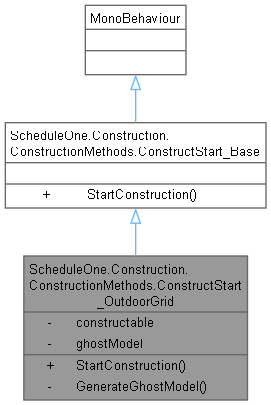 MonoBehaviour
ScheduleOne.Construction.
ConstructionMethods.ConstructStart_Base
+ StartConstruction()
ScheduleOne.Construction.
ConstructionMethods.ConstructStart
_OutdoorGrid
- constructable
- ghostModel
+ StartConstruction()
- GenerateGhostModel()